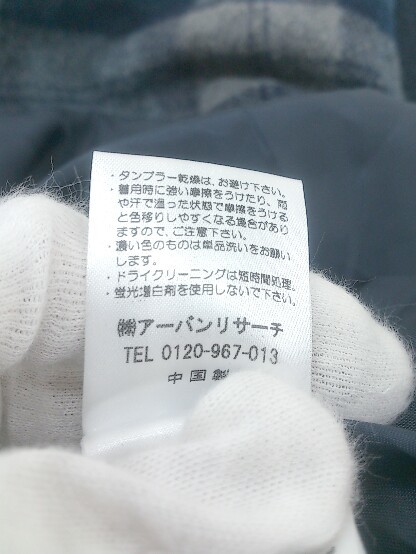 ・タンブラー乾燥は、お避け下さい。
・着用時に強い摩擦をうけたり、雨
や汗で湿った状態で摩擦をうける
と色移りしやすくなる場合があり
ますので、ご注意下さい。
・濃い色のものは単品洗いをお願い
します。
・ドライクリーニングは短時間処理。
・蛍光増白剤を使用しないで下さい。
㈱アーバンリサーチ
TEL 0120-967-013
中国製